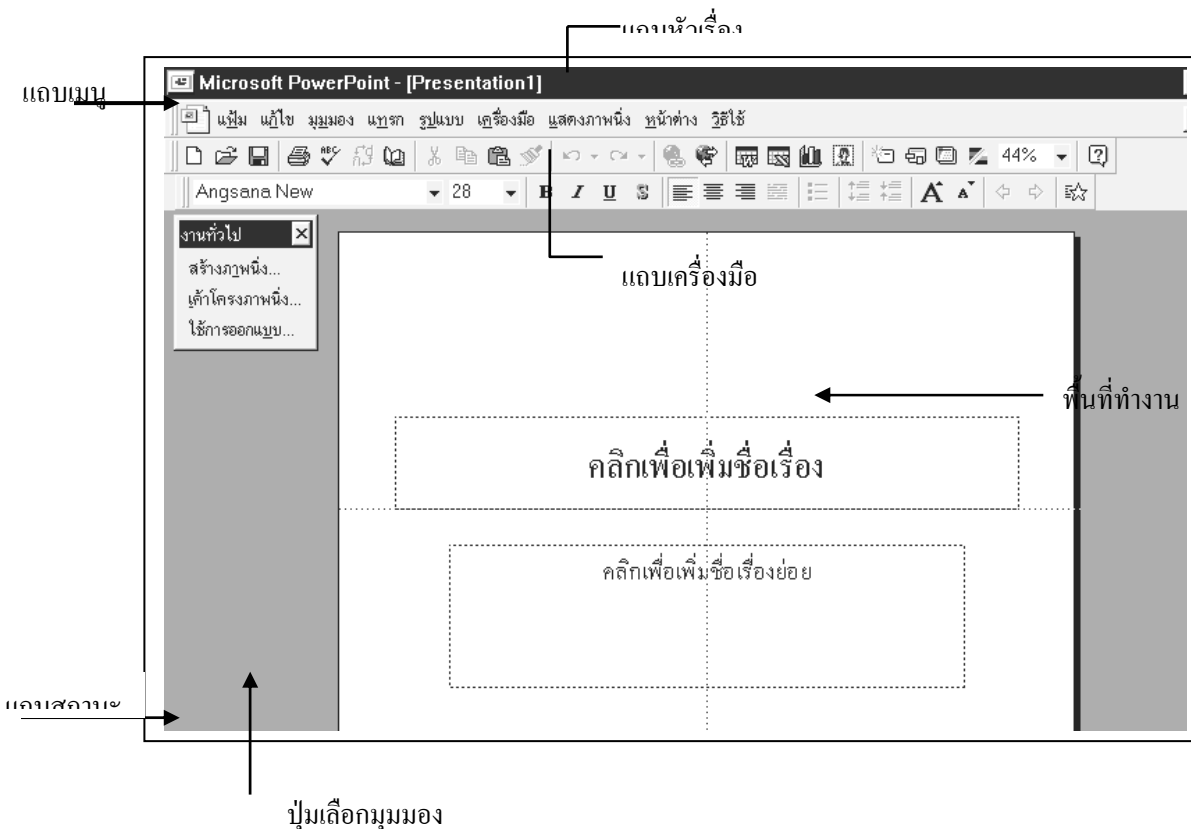 แถบหัวเรื่อง
Microsoft PowerPoint - [Presentation1]
แถบเมนู
แฟ้ม แก้ไข มุมมอง แทรก รูปแบบ เครื่องมือ แสดงภาพนิ่ง หน้าต่าง วิธีใช้
ABC 44% ?
Angsana New 28 B I U S A A
งานทั่วไป
สร้างภาพนิ่ง...
เค้าโครงภาพนิ่ง...
ใช้การออกแบบ...
แถบเครื่องมือ
พื้นที่ทำงาน
คลิกเพื่อเพิ่มชื่อเรื่อง
คลิกเพื่อเพิ่มชื่อเรื่องย่อย
แถบสถานะ
ปุ่มเลือกมุมมอง